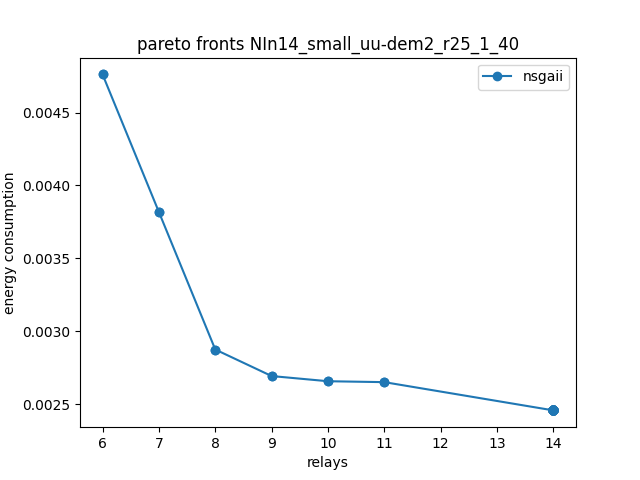 pareto fronts NIn14_small_uu-dem2_r25_1_40
nsgaii
energy consumption
0.0045
0.0040
0.0035
0.0030
0.0025
6 7 8 9 10 11 12 13 14
relays